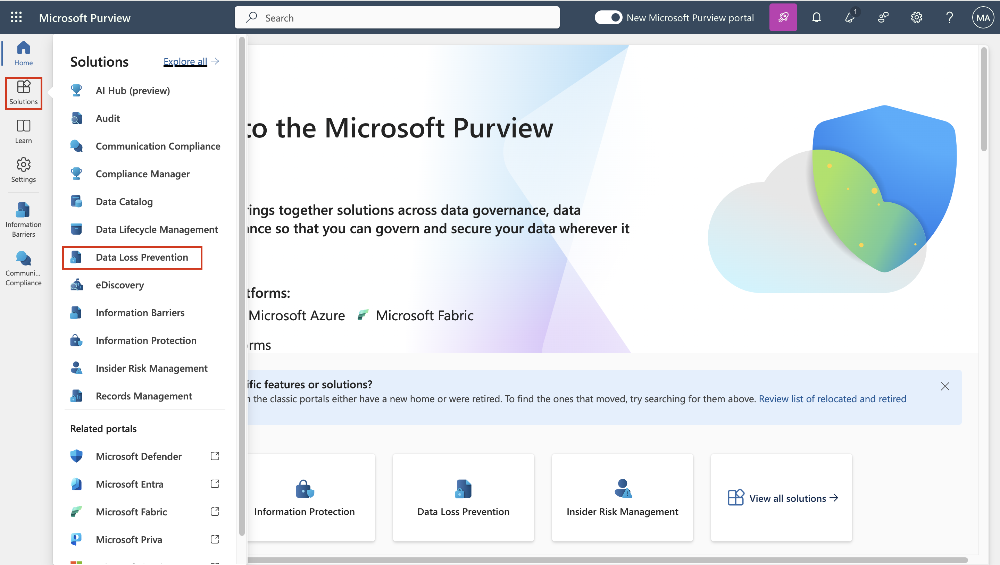 Microsoft Purview
Search
New Microsoft Purview portal
1
MA
Home
Solutions
Learn
Settings
Information
Barriers
Communi...
Compliance
Solutions
Explore all
AI Hub (preview)
Audit
Communication Compliance
Compliance Manager
Data Catalog
Data Lifecycle Management
Data Loss Prevention
eDiscovery
Information Barriers
Information Protection
Insider Risk Management
Records Management
Related portals
Microsoft Defender
Microsoft Entra
Microsoft Fabric
Microsoft Priva
to the Microsoft Purview
rings together solutions across data governance, data
ance so that you can govern and secure your data wherever it
tforms:
Microsoft Azure
Microsoft Fabric
orms
ific features or solutions?
n the classic portals either have a new home or were retired. To find the ones that moved, try searching for them above. Review list of relocated and retired
Information Protection
Data Loss Prevention
Insider Risk Management
View all solutions